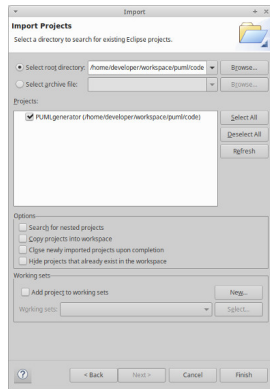 Import
Import Projects
Select a directory to search for existing Eclipse projects.
Select root directory: /home/developer/workspace/puml/code Browse...
Select archive file: Browse...
Projects:
PUMLgenerator (/home/developer/workspace/puml/code) Select All
Deselect All
Refresh
Options
Search for nested projects
Copy projects into workspace
Close newly imported projects upon completion
Hide projects that already exist in the workspace
Working sets
Add project to working sets New...
Working sets: Select...
? < Back Next > Cancel Finish